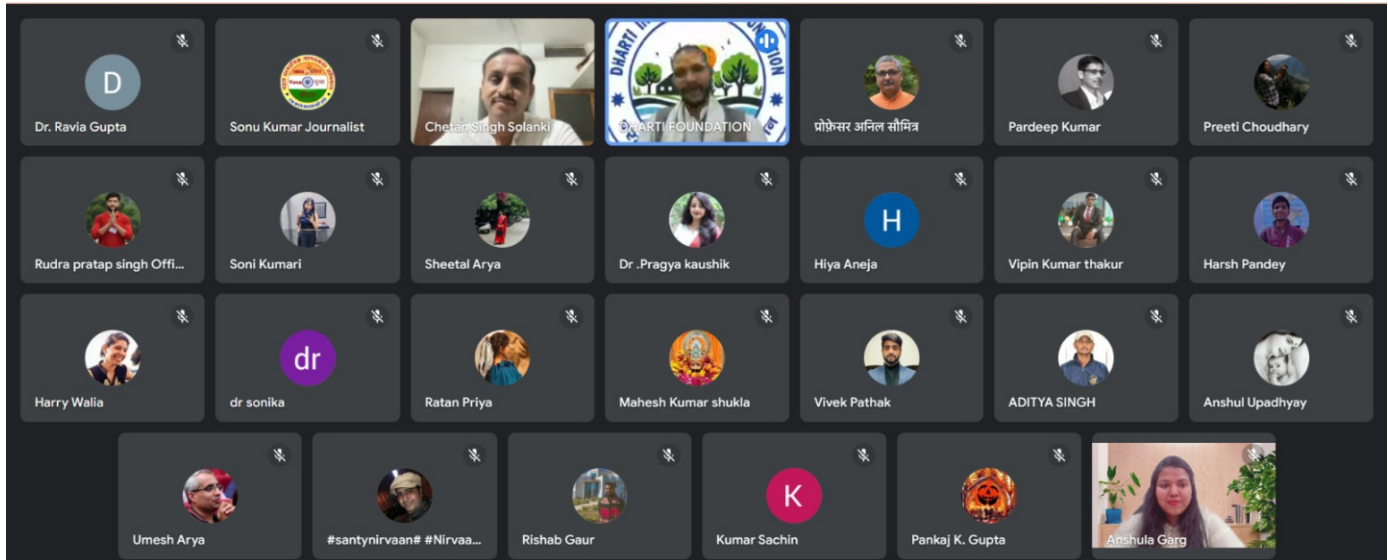 D
Dr. Ravia Gupta
Sonu Kumar Journalist
Chetan Singh Solanki
DHARTI
DHARTI FOUNDATION
प्रोफ़ेसर अनिल सौमित्र
Pardeep Kumar
Preeti Choudhary
Rudra pratap singh Offi...
Soni Kumari
Sheetal Arya
Dr .Pragya kaushik
H
Hiya Aneja
Vipin Kumar thakur
Harsh Pandey
Harry Walia
dr
dr sonika
Ratan Priya
Mahesh Kumar shukla
Vivek Pathak
ADITYA SINGH
Anshul Upadhyay
Umesh Arya
#santynirvaan# #Nirvaa...
Rishab Gaur
K
Kumar Sachin
Pankaj K. Gupta
Anshula Garg